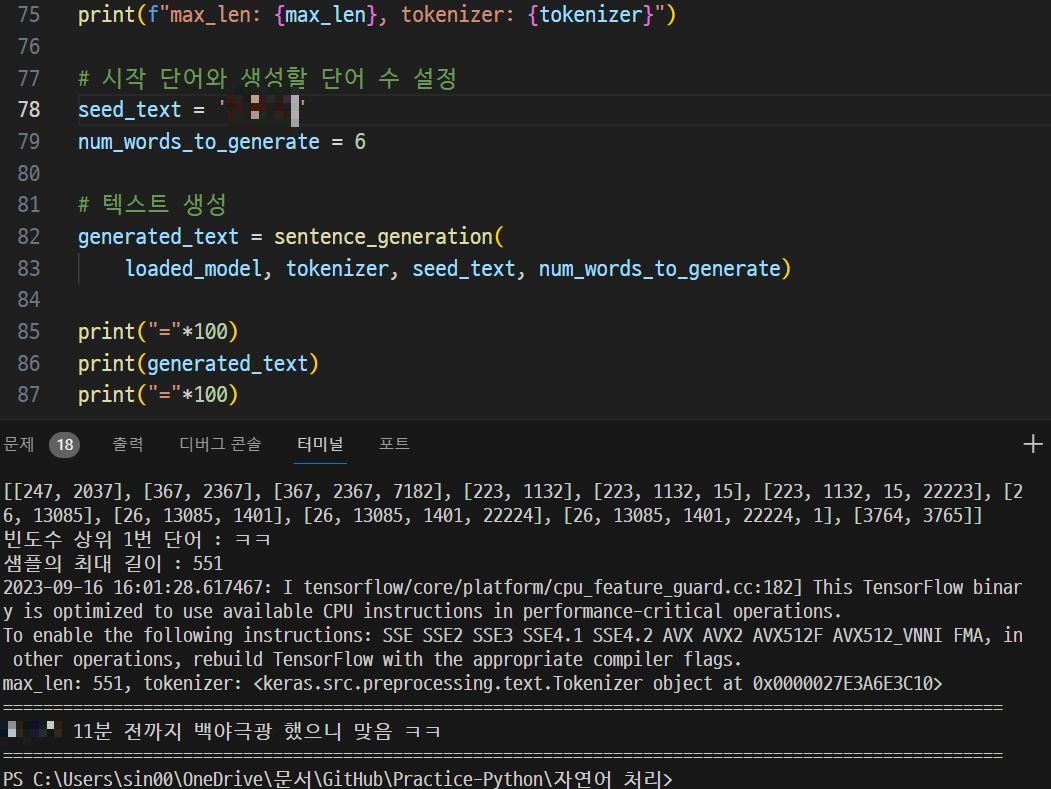 75 print(f"max_len: {max_len}, tokenizer: {tokenizer}")
76
77 # 시작 단어와 생성할 단어 수 설정
78 seed_text = ' '
79 num_words_to_generate = 6
80
81 # 텍스트 생성
82 generated_text = sentence_generation(
83 loaded_model, tokenizer, seed_text, num_words_to_generate)
84
85 print("="*100)
86 print(generated_text)
87 print("="*100)
문제 18 출력 디버그 콘솔 터미널 포트 +
[[247, 2037], [367, 2367], [367, 2367, 7182], [223, 1132], [223, 1132, 15], [223, 1132, 15, 22223], [2
6, 13085], [26, 13085, 1401], [26, 13085, 1401, 22224], [26, 13085, 1401, 22224, 1], [3764, 3765]]
빈도수 상위 1번 단어 : ㅋㅋ
샘플의 최대 길이 : 551
2023-09-16 16:01:28.617467: I tensorflow/core/platform/cpu_feature_guard.cc:182] This TensorFlow binar
y is optimized to use available CPU instructions in performance-critical operations.
To enable the following instructions: SSE SSE2 SSE3 SSE4.1 SSE4.2 AVX AVX2 AVX512F AVX512_VNNI FMA, in
other operations, rebuild TensorFlow with the appropriate compiler flags.
max_len: 551, tokenizer: <keras.src.preprocessing.text.Tokenizer object at 0x0000027E3A6E3C10>
====================================================================================================
11분 전까지 백야극광 했으니 맞음 ㅋㅋ
====================================================================================================
PS C:\Users\sin00\OneDrive\문서\GitHub\Practice-Python\자연어 처리>